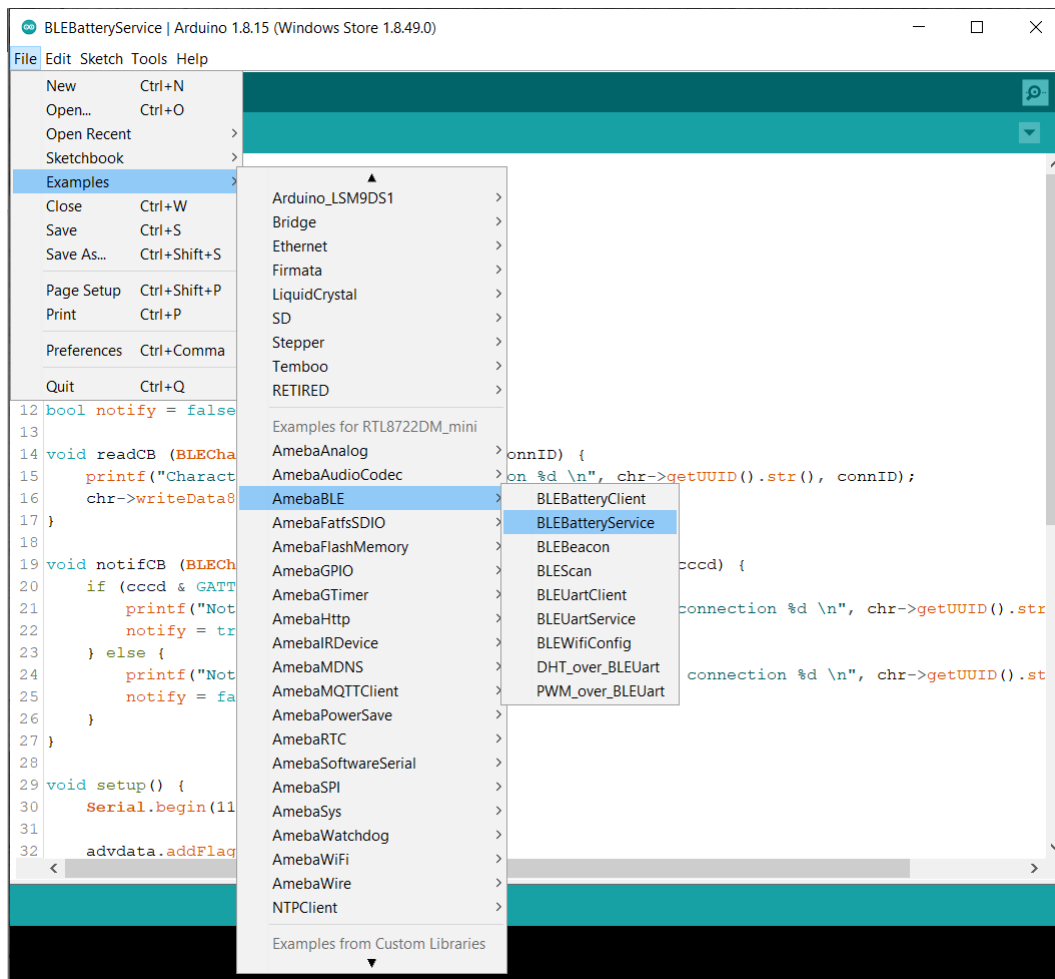 BLEBatteryService | Arduino 1.8.15 (Windows Store 1.8.49.0)
File Edit Sketch Tools Help
New Ctrl+N
Open... Ctrl+O
Open Recent
Sketchbook
Examples
Close Ctrl+W
Save Ctrl+S
Save As... Ctrl+Shift+S
Page Setup Ctrl+Shift+P
Print Ctrl+P
Preferences Ctrl+Comma
Quit Ctrl+Q
Arduino_LSM9DS1
Bridge
Ethernet
Firmata
LiquidCrystal
SD
Stepper
Temboo
RETIRED
Examples for RTL8722DM_mini
AmebaAnalog
AmebaAudioCodec
AmebaBLE
AmebaFatfsSDIO
AmebaFlashMemory
AmebaGPIO
AmebaGTimer
AmebaHttp
AmebaIRDevice
AmebaMDNS
AmebaMQTTClient
AmebaPowerSave
AmebaRTC
AmebaSoftwareSerial
AmebaSPI
AmebaSys
AmebaWatchdog
AmebaWiFi
AmebaWire
NTPClient
Examples from Custom Libraries
BLEBatteryClient
BLEBatteryService
BLEBeacon
BLEScan
BLEUartClient
BLEUartService
BLEWifiConfig
DHT_over_BLEUart
PWM_over_BLEUart
12 bool notify = false
13
14 void readCB (BLECha onnID) {
15 printf("Charact on %d \n", chr->getUUID().str(), connID);
16 chr->writeData8
17 }
18
19 void notifCB (BLECh cccd) {
20 if (cccd & GATT
21 printf("Not connection %d \n", chr->getUUID().str
22 notify = tr
23 } else {
24 printf("Not connection %d \n", chr->getUUID().st
25 notify = fa
26 }
27 }
28
29 void setup() {
30 Serial.begin(11
31
32 advdata.addFlag